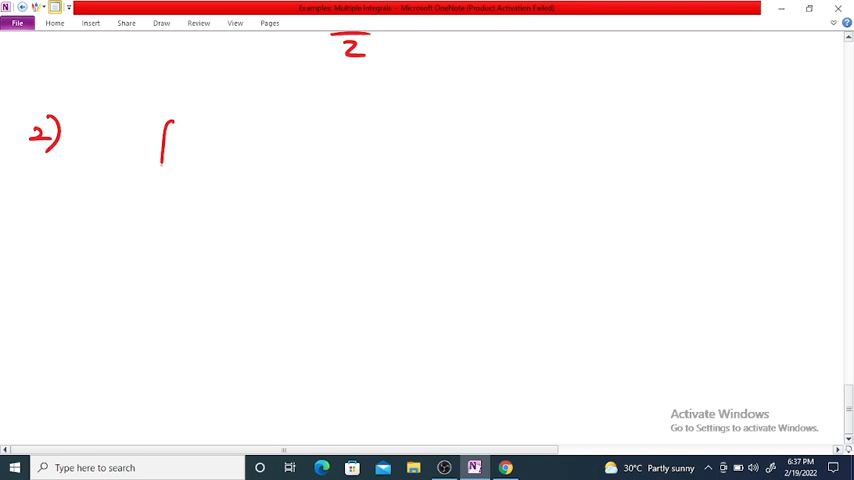 Examples: Multiple Integrals - Microsoft OneNote (Product Activation Failed)
File Home Insert Share Draw History Review View Pages
2
2) ∫
Activate Windows
Go to Settings to activate Windows.
Type here to search
30°C Partly sunny
6:37 PM
2/19/2022